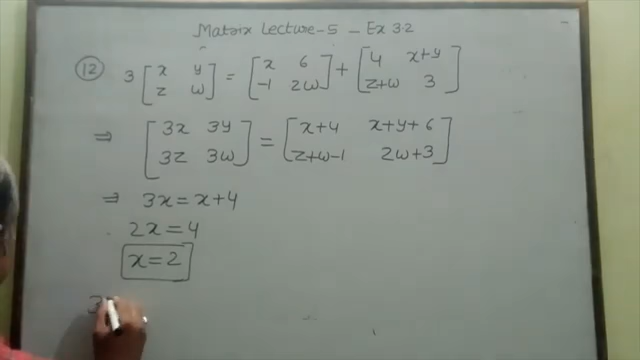 Matrix Lecture-5 - Ex 3.2
12 3 [x y z w] = [x 6 -1 2w] + [4 x+y z+w 3]
⇒ [3x 3y 3z 3w] = [x+4 x+y+6 z+w-1 2w+3]
⇒ 3x = x+4
2x = 4
x = 2
3